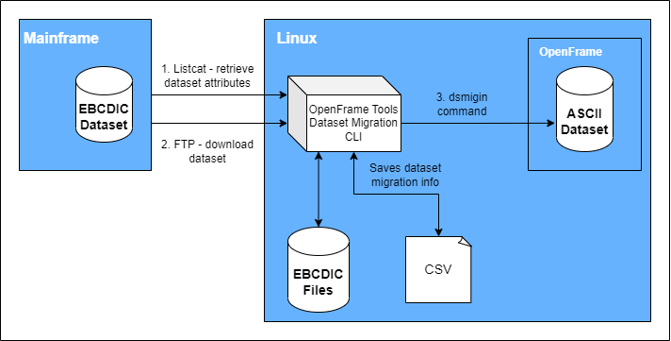 Mainframe
EBCDIC
Dataset
1. Listcat - retrieve
dataset attributes
2. FTP - download
dataset
Linux
OpenFrame Tools
Dataset Migration
CLI
3. dsmigin
command
OpenFrame
ASCII
Dataset
Saves dataset
migration info
EBCDIC
Files
CSV